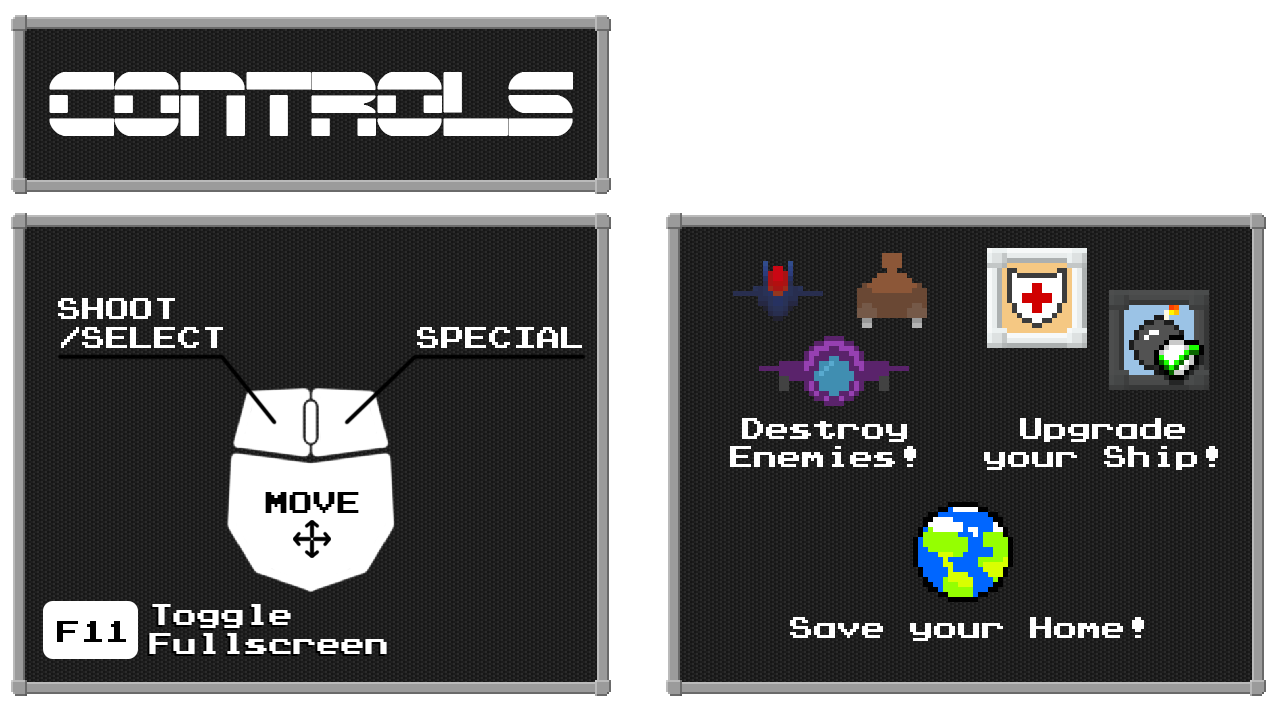 CONTROLS
SHOOT
/SELECT
SPECIAL
MOVE
F11
Toggle
Fullscreen
Destroy
Enemies!
Upgrade
your Ship!
Save your Home!